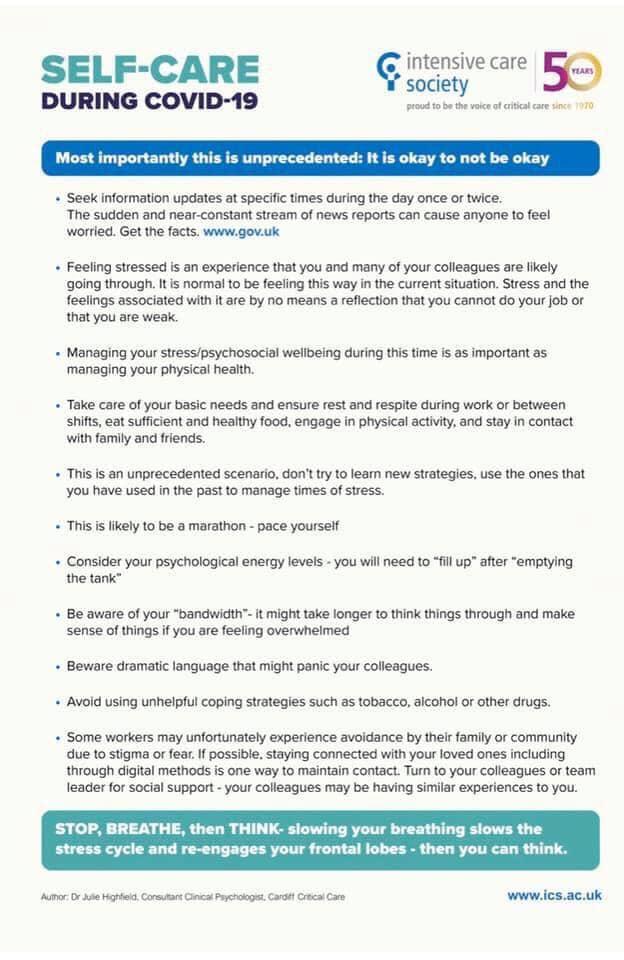 SELF-CARE
DURING COVID-19
intensive care
society
50
YEARS
proud to be the voice of critical care since 1970
Most importantly this is unprecedented: It is okay to not be okay
• Seek information updates at specific times during the day once or twice.
The sudden and near-constant stream of news reports can cause anyone to feel
worried. Get the facts. www.gov.uk
• Feeling stressed is an experience that you and many of your colleagues are likely
going through. It is normal to be feeling this way in the current situation. Stress and the
feelings associated with it are by no means a reflection that you cannot do your job or
that you are weak.
• Managing your stress/psychosocial wellbeing during this time is as important as
managing your physical health.
• Take care of your basic needs and ensure rest and respite during work or between
shifts, eat sufficient and healthy food, engage in physical activity, and stay in contact
with family and friends.
• This is an unprecedented scenario, don't try to learn new strategies, use the ones that
you have used in the past to manage times of stress.
• This is likely to be a marathon - pace yourself
• Consider your psychological energy levels - you will need to “fill up” after “emptying
the tank”
• Be aware of your “bandwidth”- it might take longer to think things through and make
sense of things if you are feeling overwhelmed
• Beware dramatic language that might panic your colleagues.
• Avoid using unhelpful coping strategies such as tobacco, alcohol or other drugs.
• Some workers may unfortunately experience avoidance by their family or community
due to stigma or fear. If possible, staying connected with your loved ones including
through digital methods is one way to maintain contact. Turn to your colleagues or team
leader for social support - your colleagues may be having similar experiences to you.
STOP, BREATHE, then THINK- slowing your breathing slows the
stress cycle and re-engages your frontal lobes - then you can think.
Author: Dr Julie Highfield, Consultant Clinical Psychologist, Cardiff Critical Care
www.ics.ac.uk